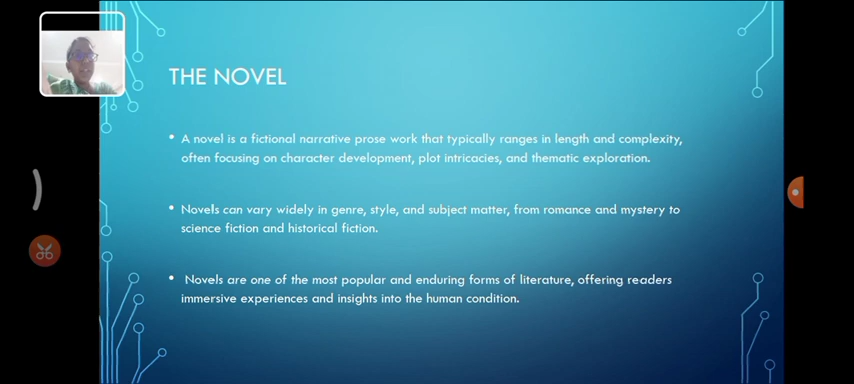 THE NOVEL
• A novel is a fictional narrative prose work that typically ranges in length and complexity,
often focusing on character development, plot intricacies, and thematic exploration.
• Novels can vary widely in genre, style, and subject matter, from romance and mystery to
science fiction and historical fiction.
• Novels are one of the most popular and enduring forms of literature, offering readers
immersive experiences and insights into the human condition.